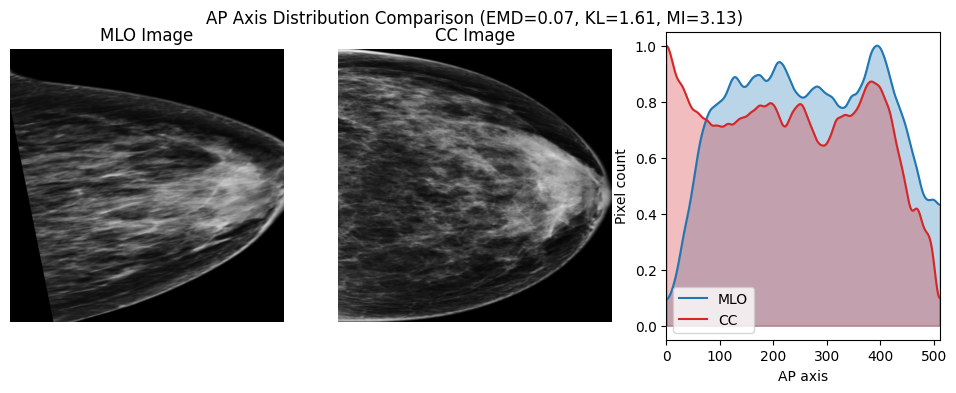 AP Axis Distribution Comparison (EMD=0.07, KL=1.61, MI=3.13)
MLO Image
CC Image
1.0
0.8
0.6
0.4
0.2
0.0
Pixel count
MLO
CC
0 100 200 300 400 500
AP axis